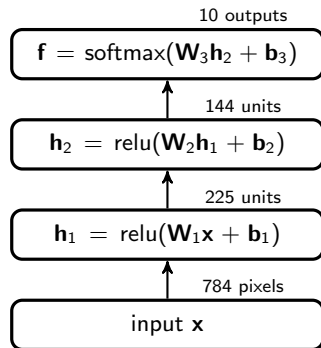 10 outputs
f = softmax(W₃h₂ + b₃)
144 units
h₂ = relu(W₂h₁ + b₂)
225 units
h₁ = relu(W₁x + b₁)
784 pixels
input x